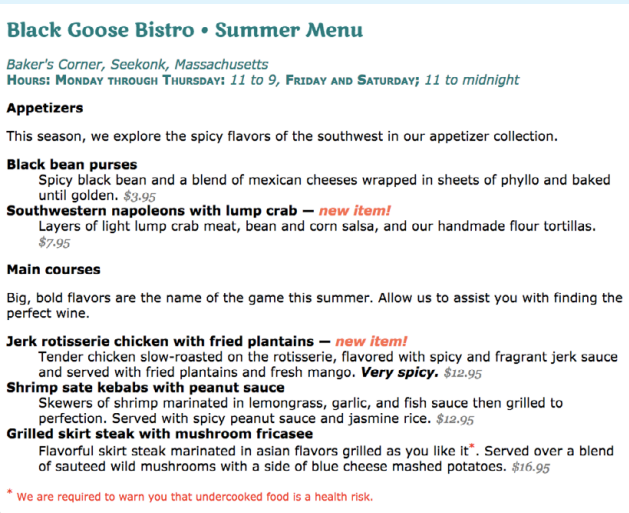 Black Goose Bistro • Summer Menu
Baker's Corner, Seekonk, Massachusetts
Hours: Monday through Thursday: 11 to 9, Friday and Saturday; 11 to midnight
Appetizers
This season, we explore the spicy flavors of the southwest in our appetizer collection.
Black bean purses
Spicy black bean and a blend of mexican cheeses wrapped in sheets of phyllo and baked
until golden. $3.95
Southwestern napoleons with lump crab — new item!
Layers of light lump crab meat, bean and corn salsa, and our handmade flour tortillas.
$7.95
Main courses
Big, bold flavors are the name of the game this summer. Allow us to assist you with finding the
perfect wine.
Jerk rotisserie chicken with fried plantains — new item!
Tender chicken slow-roasted on the rotisserie, flavored with spicy and fragrant jerk sauce
and served with fried plantains and fresh mango. Very spicy. $12.95
Shrimp sate kebabs with peanut sauce
Skewers of shrimp marinated in lemongrass, garlic, and fish sauce then grilled to
perfection. Served with spicy peanut sauce and jasmine rice. $12.95
Grilled skirt steak with mushroom fricasee
Flavorful skirt steak marinated in asian flavors grilled as you like it*. Served over a blend
of sauteed wild mushrooms with a side of blue cheese mashed potatoes. $16.95
* We are required to warn you that undercooked food is a health risk.